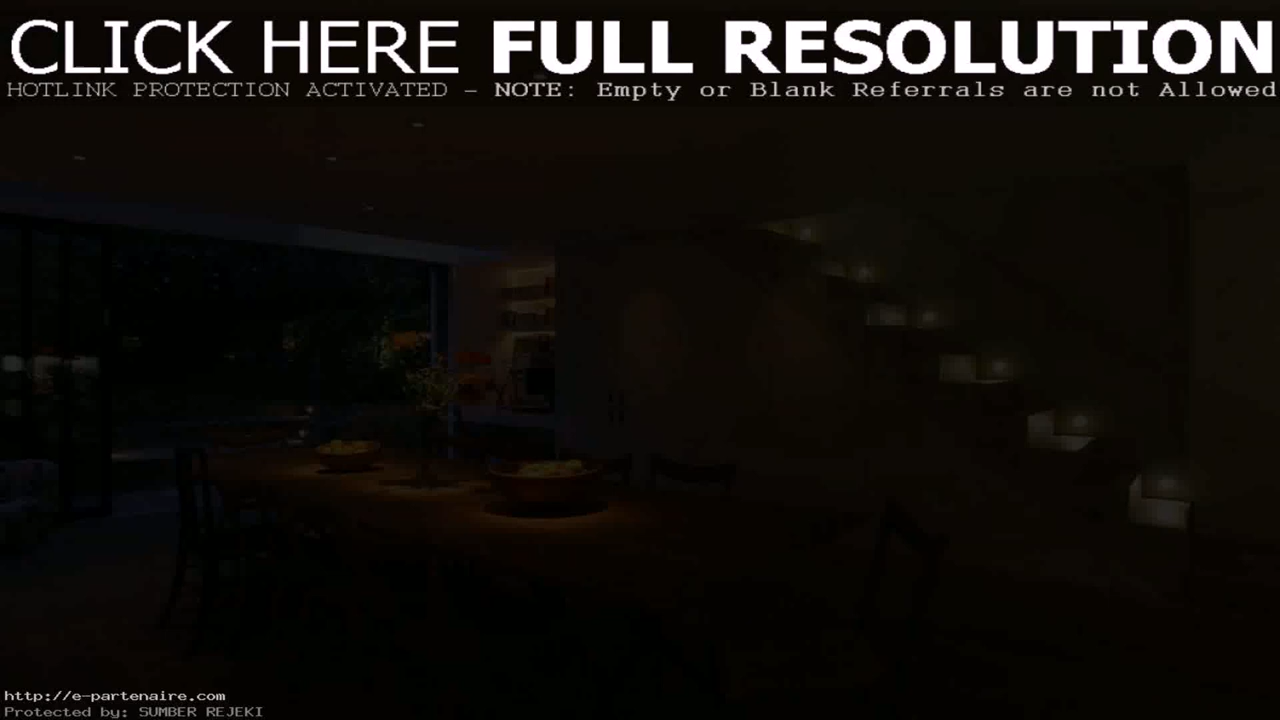 CLICK HERE FULL RESOLUTION
HOTLINK PROTECTION ACTIVATED – NOTE: Empty or Blank Referrals are not Allowed
http://e-partenaire.com
Protected by: SUMBER REJEKI